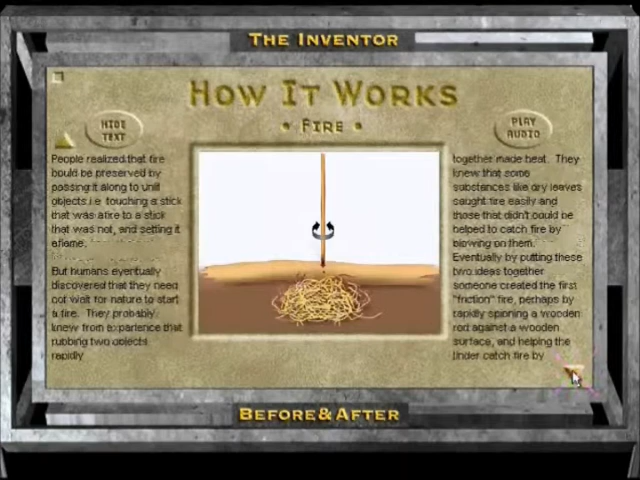 THE INVENTOR
HOW IT WORKS
• FIRE •
HIDE
TEXT
PLAY
AUDIO
People realized that fire
could be preserved by
passing it along to unlit
objects i.e. touching a stick
that was afire to a stick
that was not, and setting it
aflame.
But humans eventually
discovered that they need
not wait for nature to start
a fire. They probably
knew from experience that
rubbing two objects
rapidly
together made heat. They
knew that some
substances like dry leaves
caught fire easily and
those that didn't could be
helped to catch fire by
blowing on them.
Eventually by putting these
two ideas together
someone created the first
"friction" fire, perhaps by
rapidly spinning a wooden
rod against a wooden
surface, and helping the
tinder catch fire by
BEFORE&AFTER